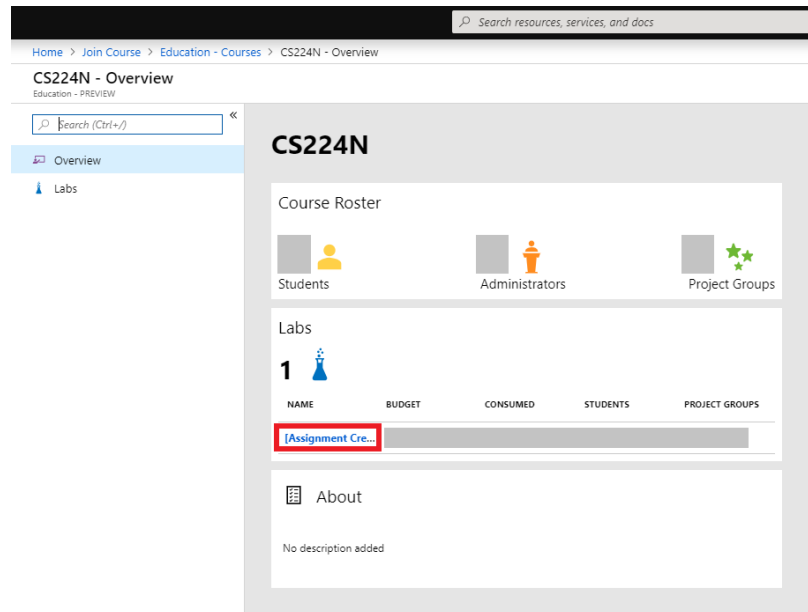 Search resources, services, and docs
Home > Join Course > Education - Courses > CS224N - Overview
CS224N - Overview
Education - PREVIEW
Search (Ctrl+/)
«
Overview
Labs
CS224N
Course Roster
Students
Administrators
Project Groups
Labs
1
NAME BUDGET CONSUMED STUDENTS PROJECT GROUPS
[Assignment Cre...
About
No description added